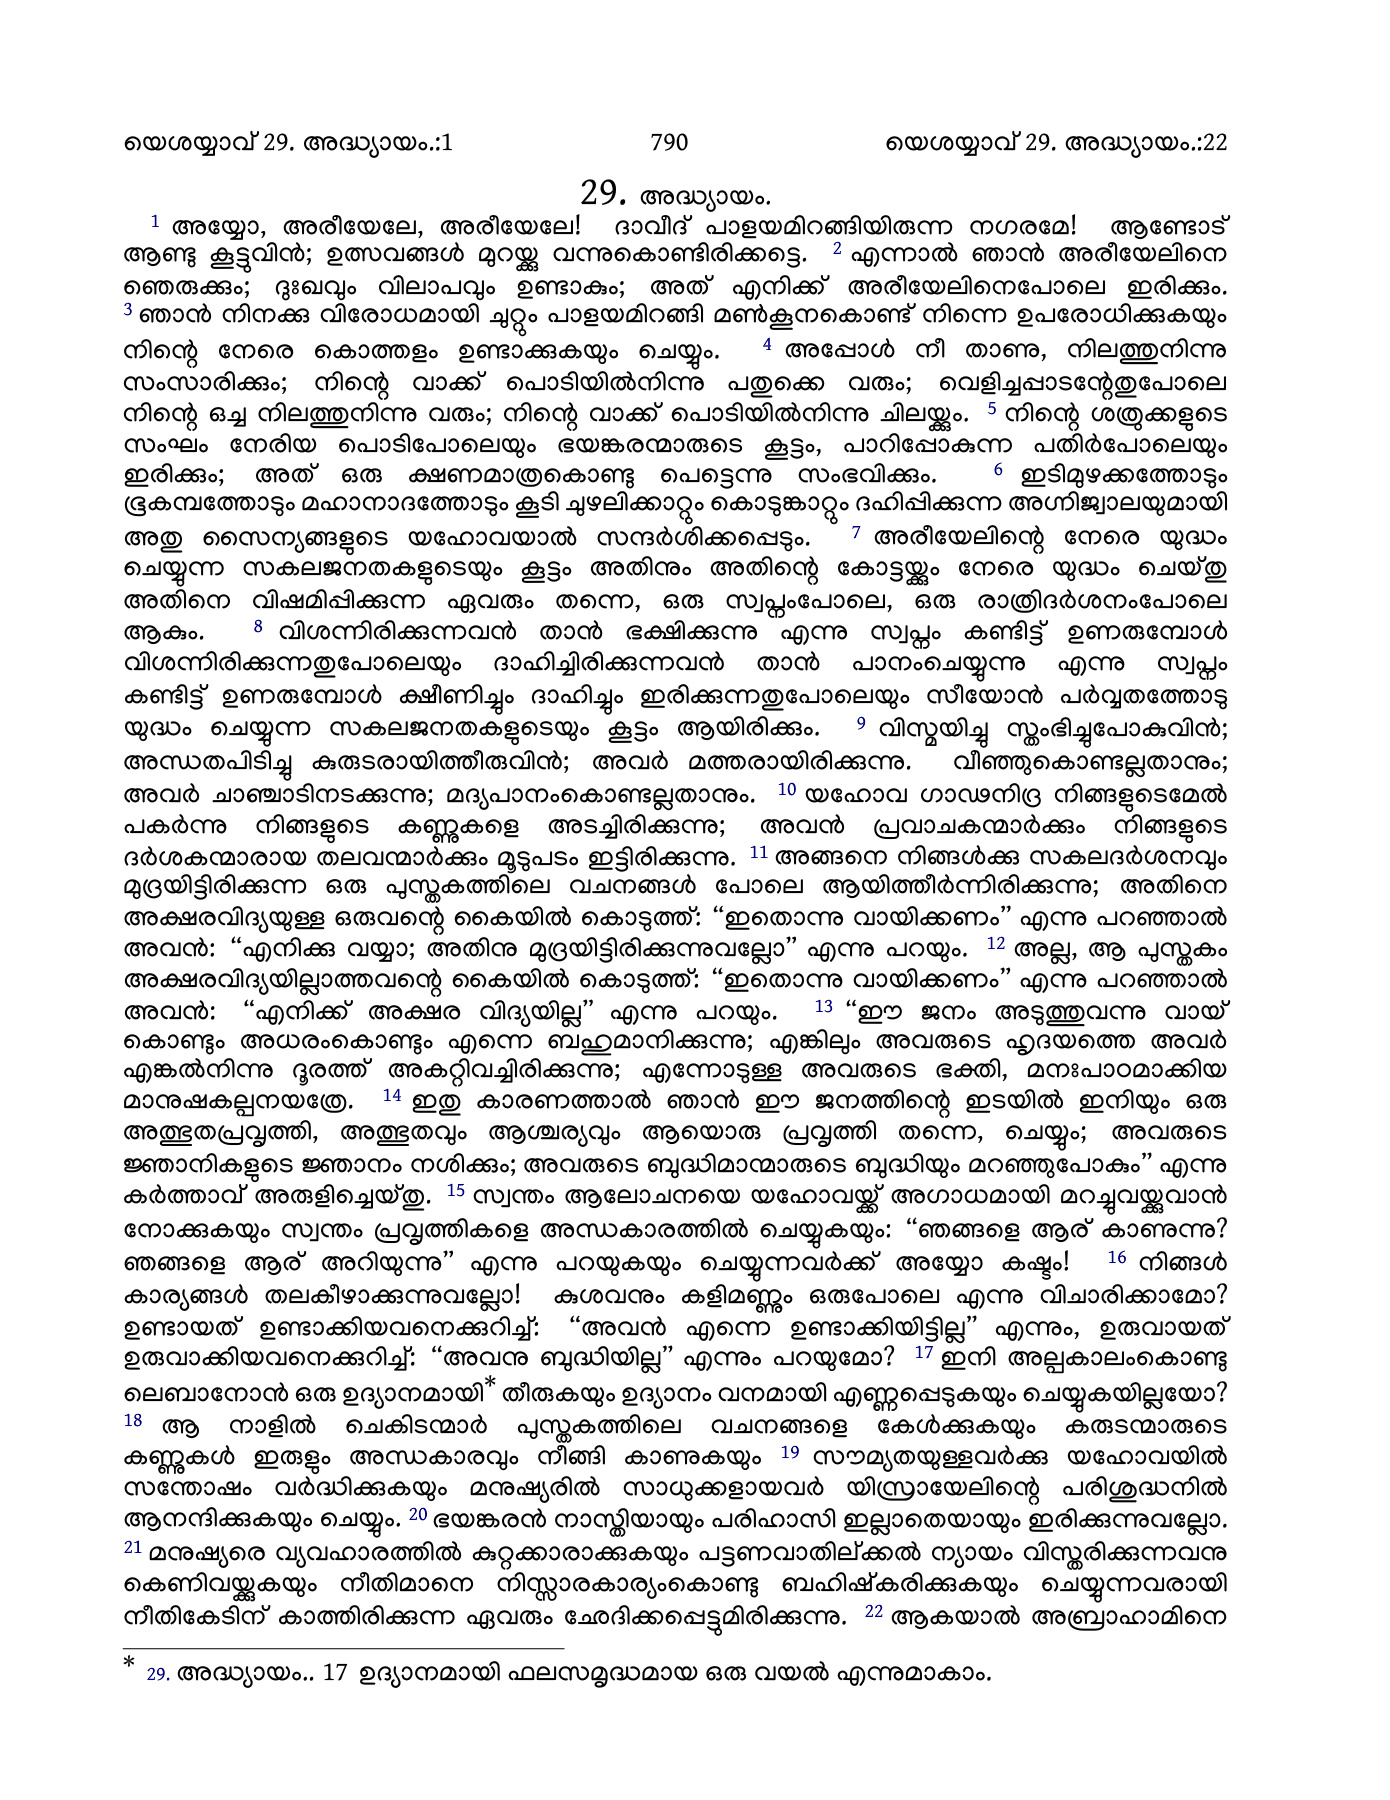 യെശയ്യാവ് 29. അദ്ധ്യായം.:1 790 യെശയ്യാവ് 29. അദ്ധ്യായം.:22
29. അദ്ധ്യായം.
1 അയ്യോ, അരീയേലേ, അരീയേലേ! ദാവീദ് പാളയമിറങ്ങിയിരുന്ന നഗരമേ! ആണ്ടോട്
ആണ്ടു കൂട്ടുവിൻ; ഉത്സവങ്ങൾ മുറയ്ക്കു വന്നുകൊണ്ടിരിക്കട്ടെ. 2 എന്നാൽ ഞാൻ അരീയേലിനെ
ഞെരുക്കും; ദുഃഖവും വിലാപവും ഉണ്ടാകും; അത് എനിക്ക് അരീയേലിനെപോലെ ഇരിക്കും.
3 ഞാൻ നിനക്കു വിരോധമായി ചുറ്റും പാളയമിറങ്ങി മൺകൂനകൊണ്ട് നിന്നെ ഉപരോധിക്കുകയും
നിന്റെ നേരെ കൊത്തളം ഉണ്ടാക്കുകയും ചെയ്യും. 4 അപ്പോൾ നീ താണു, നിലത്തുനിന്നു
സംസാരിക്കും; നിന്റെ വാക്ക് പൊടിയിൽനിന്നു പതുക്കെ വരും; വെളിച്ചപ്പാടന്റേതുപോലെ
നിന്റെ ഒച്ച നിലത്തുനിന്നു വരും; നിന്റെ വാക്ക് പൊടിയിൽനിന്നു ചിലയ്ക്കും. 5 നിന്റെ ശത്രുക്കളുടെ
സംഘം നേരിയ പൊടിപോലെയും ഭയങ്കരന്മാരുടെ കൂട്ടം, പാറിപ്പോകുന്ന പതിർപോലെയും
ഇരിക്കും; അത് ഒരു ക്ഷണമാത്രകൊണ്ടു പെട്ടെന്നു സംഭവിക്കും. 6 ഇടിമുഴക്കത്തോടും
ഭൂകമ്പത്തോടും മഹാനാദത്തോടും കൂടി ചുഴലിക്കാറ്റും കൊടുങ്കാറ്റും ദഹിപ്പിക്കുന്ന അഗ്നിജ്വാലയുമായി
അതു സൈന്യങ്ങളുടെ യഹോവയാൽ സന്ദർശിക്കപ്പെടും. 7 അരീയേലിന്റെ നേരെ യുദ്ധം
ചെയ്യുന്ന സകലജനതകളുടെയും കൂട്ടം അതിനും അതിന്റെ കോട്ടയ്ക്കും നേരെ യുദ്ധം ചെയ്തു
അതിനെ വിഷമിപ്പിക്കുന്ന ഏവരും തന്നെ, ഒരു സ്വപ്നംപോലെ, ഒരു രാത്രിദർശനംപോലെ
ആകും. 8 വിശന്നിരിക്കുന്നവൻ താൻ ഭക്ഷിക്കുന്നു എന്നു സ്വപ്നം കണ്ടിട്ട് ഉണരുമ്പോൾ
വിശന്നിരിക്കുന്നതുപോലെയും ദാഹിച്ചിരിക്കുന്നവൻ താൻ പാനംചെയ്യുന്നു എന്നു സ്വപ്നം
കണ്ടിട്ട് ഉണരുമ്പോൾ ക്ഷീണിച്ചും ദാഹിച്ചും ഇരിക്കുന്നതുപോലെയും സീയോൻ പർവ്വതത്തോടു
യുദ്ധം ചെയ്യുന്ന സകലജനതകളുടെയും കൂട്ടം ആയിരിക്കും. 9 വിസ്മയിച്ചു സ്തംഭിച്ചുപോകുവിൻ;
അന്ധതപിടിച്ചു കുരുടരായിത്തീരുവിൻ; അവർ മത്തരായിരിക്കുന്നു. വീഞ്ഞുകൊണ്ടല്ലതാനും;
അവർ ചാഞ്ചാടിനടക്കുന്നു; മദ്യപാനംകൊണ്ടല്ലതാനും. 10 യഹോവ ഗാഢനിദ്ര നിങ്ങളുടെമേൽ
പകർന്നു നിങ്ങളുടെ കണ്ണുകളെ അടച്ചിരിക്കുന്നു; അവൻ പ്രവാചകന്മാർക്കും നിങ്ങളുടെ
ദർശകന്മാരായ തലവന്മാർക്കും മൂടുപടം ഇട്ടിരിക്കുന്നു. 11 അങ്ങനെ നിങ്ങൾക്കു സകലദർശനവും
മുദ്രയിട്ടിരിക്കുന്ന ഒരു പുസ്തകത്തിലെ വചനങ്ങൾ പോലെ ആയിത്തീർന്നിരിക്കുന്നു; അതിനെ
അക്ഷരവിദ്യയുള്ള ഒരുവന്റെ കൈയിൽ കൊടുത്ത്: “ഇതൊന്നു വായിക്കണം” എന്നു പറഞ്ഞാൽ
അവൻ: “എനിക്കു വയ്യാ; അതിനു മുദ്രയിട്ടിരിക്കുന്നുവല്ലോ” എന്നു പറയും. 12 അല്ല, ആ പുസ്തകം
അക്ഷരവിദ്യയില്ലാത്തവന്റെ കൈയിൽ കൊടുത്ത്: “ഇതൊന്നു വായിക്കണം” എന്നു പറഞ്ഞാൽ
അവൻ: “എനിക്ക് അക്ഷര വിദ്യയില്ല” എന്നു പറയും. 13 “ഈ ജനം അടുത്തുവന്നു വായ്
കൊണ്ടും അധരംകൊണ്ടും എന്നെ ബഹുമാനിക്കുന്നു; എങ്കിലും അവരുടെ ഹൃദയത്തെ അവർ
എങ്കൽനിന്നു ദൂരത്ത് അകറ്റിവച്ചിരിക്കുന്നു; എന്നോടുള്ള അവരുടെ ഭക്തി, മനഃപാഠമാക്കിയ
മാനുഷകല്പനയത്രേ. 14 ഇതു കാരണത്താൽ ഞാൻ ഈ ജനത്തിന്റെ ഇടയിൽ ഇനിയും ഒരു
അത്ഭുതപ്രവൃത്തി, അത്ഭുതവും ആശ്ചര്യവും ആയൊരു പ്രവൃത്തി തന്നെ, ചെയ്യും; അവരുടെ
ജ്ഞാനികളുടെ ജ്ഞാനം നശിക്കും; അവരുടെ ബുദ്ധിമാന്മാരുടെ ബുദ്ധിയും മറഞ്ഞുപോകും” എന്നു
കർത്താവ് അരുളിച്ചെയ്തു. 15 സ്വന്തം ആലോചനയെ യഹോവയ്ക്ക് അഗാധമായി മറച്ചുവയ്ക്കുവാൻ
നോക്കുകയും സ്വന്തം പ്രവൃത്തികളെ അന്ധകാരത്തിൽ ചെയ്യുകയും: “ഞങ്ങളെ ആര് കാണുന്നു?
ഞങ്ങളെ ആര് അറിയുന്നു” എന്നു പറയുകയും ചെയ്യുന്നവർക്ക് അയ്യോ കഷ്ടം! 16 നിങ്ങൾ
കാര്യങ്ങൾ തലകീഴാക്കുന്നുവല്ലോ! കുശവനും കളിമണ്ണും ഒരുപോലെ എന്നു വിചാരിക്കാമോ?
ഉണ്ടായത് ഉണ്ടാക്കിയവനെക്കുറിച്ച്: “അവൻ എന്നെ ഉണ്ടാക്കിയിട്ടില്ല” എന്നും, ഉരുവായത്
ഉരുവാക്കിയവനെക്കുറിച്ച്: “അവനു ബുദ്ധിയില്ല” എന്നും പറയുമോ? 17 ഇനി അല്പകാലംകൊണ്ടു
ലെബാനോൻ ഒരു ഉദ്യാനമായി* തീരുകയും ഉദ്യാനം വനമായി എണ്ണപ്പെടുകയും ചെയ്യുകയില്ലയോ?
18 ആ നാളിൽ ചെകിടന്മാർ പുസ്തകത്തിലെ വചനങ്ങളെ കേൾക്കുകയും കരുടന്മാരുടെ
കണ്ണുകൾ ഇരുളും അന്ധകാരവും നീങ്ങി കാണുകയും 19 സൗമ്യതയുള്ളവർക്കു യഹോവയിൽ
സന്തോഷം വർദ്ധിക്കുകയും മനുഷ്യരിൽ സാധുക്കളായവർ യിസ്രായേലിന്റെ പരിശുദ്ധനിൽ
ആനന്ദിക്കുകയും ചെയ്യും. 20 ഭയങ്കരൻ നാസ്തിയായും പരിഹാസി ഇല്ലാതെയായും ഇരിക്കുന്നുവല്ലോ.
21 മനുഷ്യരെ വ്യവഹാരത്തിൽ കുറ്റക്കാരാക്കുകയും പട്ടണവാതില്ക്കൽ ന്യായം വിസ്തരിക്കുന്നവനു
കെണിവയ്ക്കുകയും നീതിമാനെ നിസ്സാരകാര്യംകൊണ്ടു ബഹിഷ്കരിക്കുകയും ചെയ്യുന്നവരായി
നീതികേടിന് കാത്തിരിക്കുന്ന ഏവരും ഛേദിക്കപ്പെട്ടുമിരിക്കുന്നു. 22 ആകയാൽ അബ്രാഹാമിനെ
* 29. അദ്ധ്യായം.. 17 ഉദ്യാനമായി ഫലസമൃദ്ധമായ ഒരു വയൽ എന്നുമാകാം.